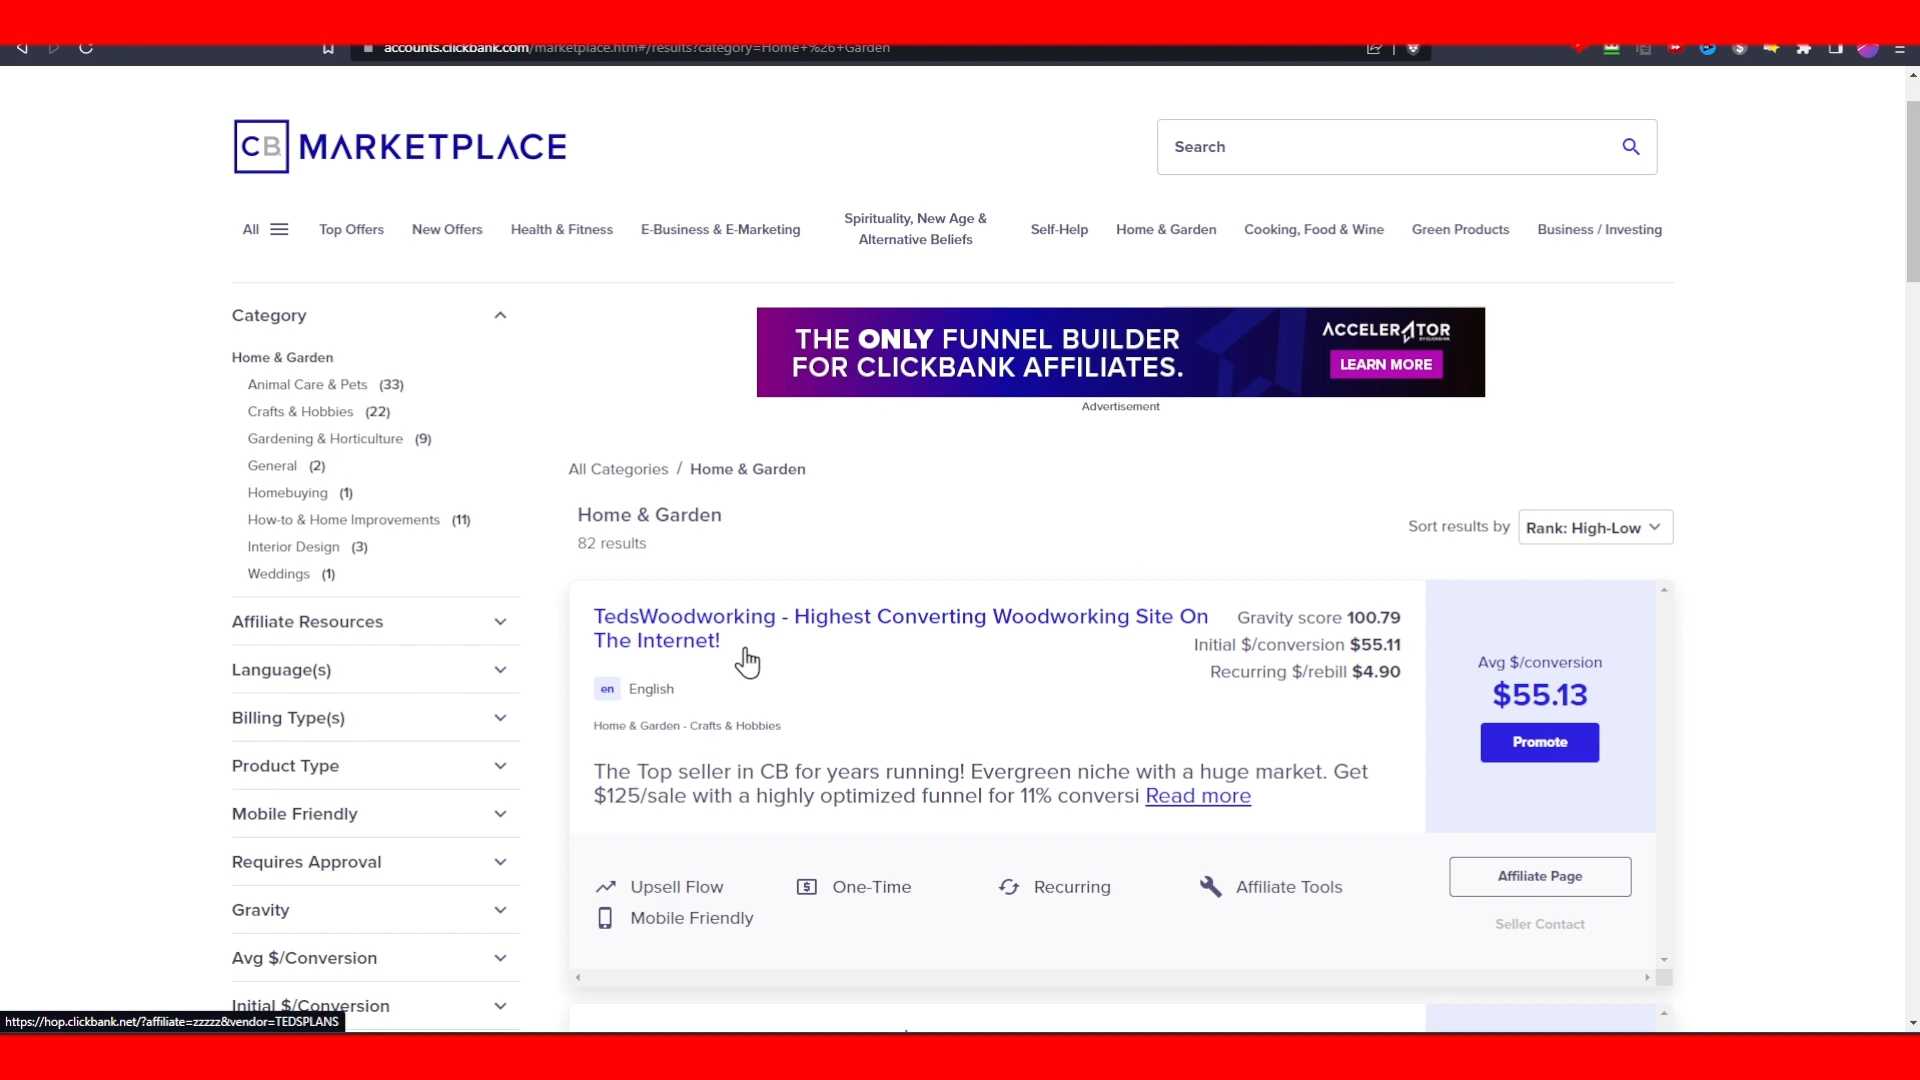 accounts.clickbank.com/marketplace.htm#/results?category=Home+%26+Garden
CB MARKETPLACE
Search
All
Top Offers
New Offers
Health & Fitness
E-Business & E-Marketing
Spirituality, New Age &
Alternative Beliefs
Self-Help
Home & Garden
Cooking, Food & Wine
Green Products
Business / Investing
Category
Home & Garden
Animal Care & Pets (33)
Crafts & Hobbies (22)
Gardening & Horticulture (9)
General (2)
Homebuying (1)
How-to & Home Improvements (11)
Interior Design (3)
Weddings (1)
Affiliate Resources
Language(s)
Billing Type(s)
Product Type
Mobile Friendly
Requires Approval
Gravity
Avg $/Conversion
Initial $/Conversion
THE ONLY FUNNEL BUILDER
FOR CLICKBANK AFFILIATES.
ACCELERATOR
BY CLICKBANK
LEARN MORE
Advertisement
All Categories / Home & Garden
Home & Garden
82 results
Sort results by Rank: High-Low
TedsWoodworking - Highest Converting Woodworking Site On
The Internet!
Gravity score 100.79
Initial $/conversion $55.11
Recurring $/rebill $4.90
en English
Home & Garden - Crafts & Hobbies
The Top seller in CB for years running! Evergreen niche with a huge market. Get
$125/sale with a highly optimized funnel for 11% conversi Read more
Avg $/conversion
$55.13
Promote
Upsell Flow
One-Time
Recurring
Affiliate Tools
Mobile Friendly
Affiliate Page
Seller Contact
https://hop.clickbank.net/?affiliate=zzzzz&vendor=TEDSPLANS